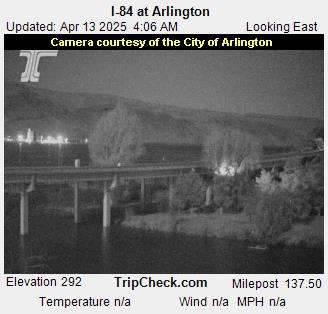 I-84 at Arlington
Updated: Apr 13 2025 4:06 AM Looking East
Camera courtesy of the City of Arlington
Elevation 292 TripCheck.com Milepost 137.50
Temperature n/a Wind n/a MPH n/a